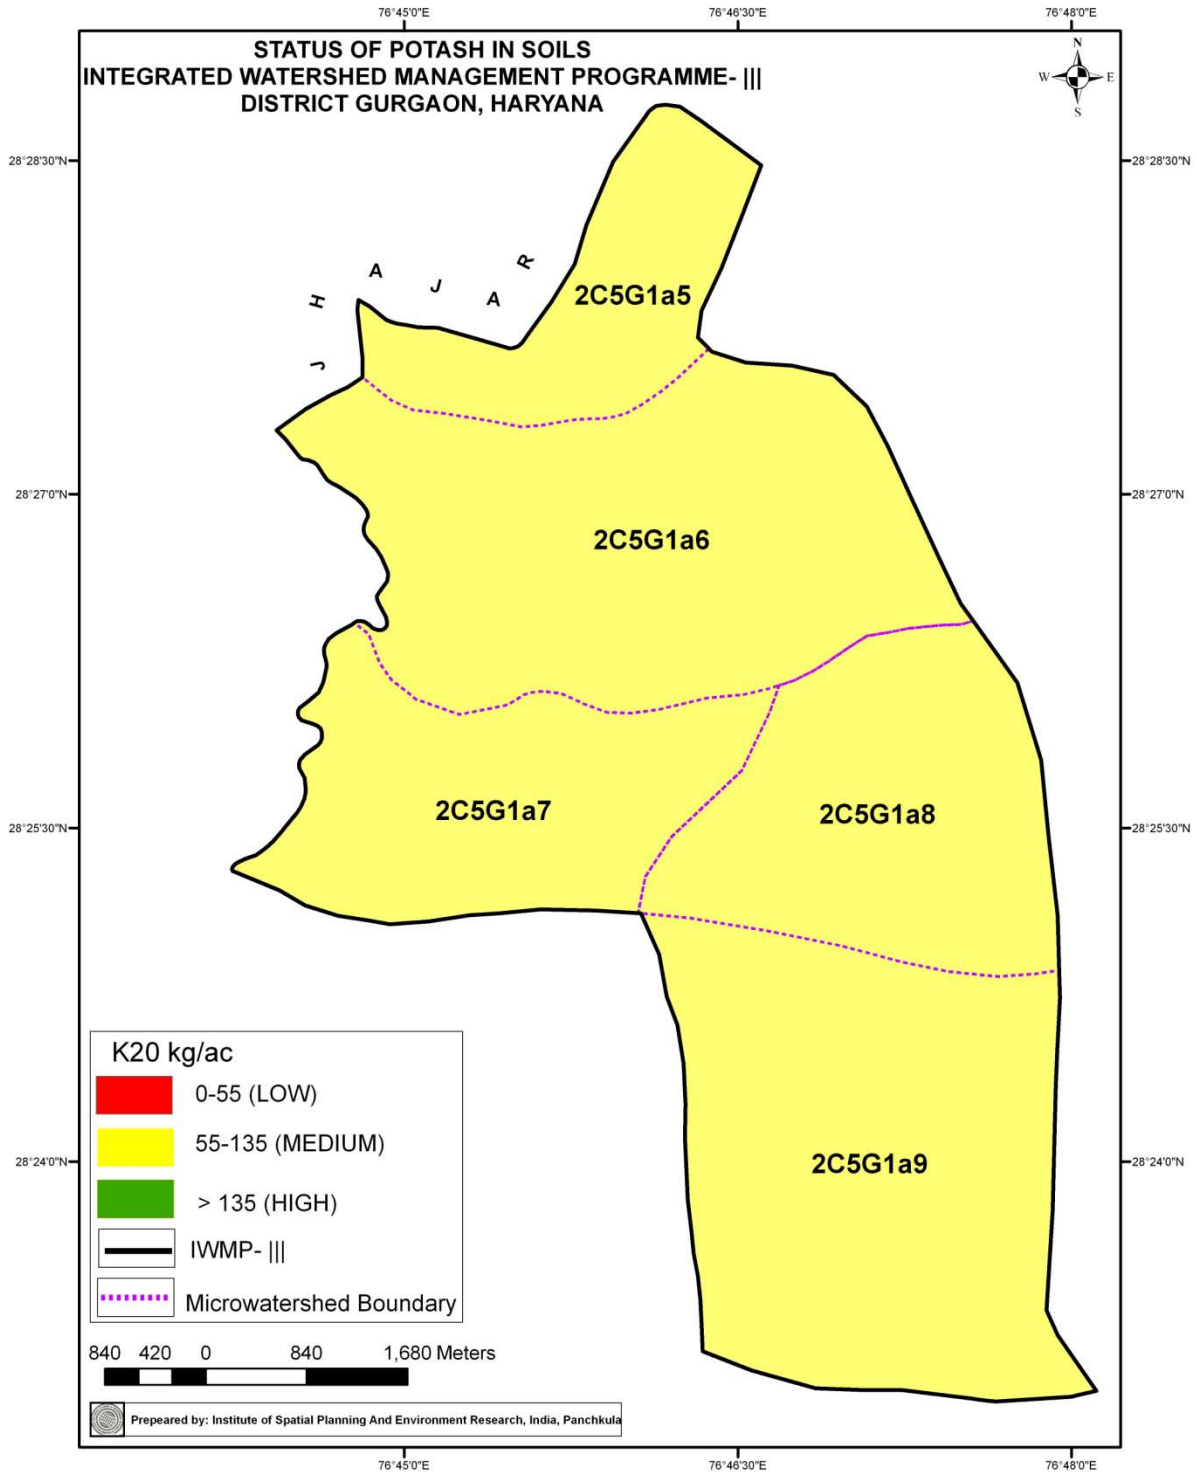 76°45'0"E 76°46'30"E 76°48'0"E
STATUS OF POTASH IN SOILS
INTEGRATED WATERSHED MANAGEMENT PROGRAMME- |||
DISTRICT GURGAON, HARYANA
N
W E
S
28°28'30"N 28°28'30"N
J H A J J A R
2C5G1a5
28°27'0"N 28°27'0"N
2C5G1a6
2C5G1a7
2C5G1a8
28°25'30"N 28°25'30"N
K20 kg/ac
0-55 (LOW)
55-135 (MEDIUM)
> 135 (HIGH)
IWMP- |||
Microwatershed Boundary
28°24'0"N 28°24'0"N
2C5G1a9
840 420 0 840 1,680 Meters
Prepeared by: Institute of Spatial Planning And Environment Research, India, Panchkula
76°45'0"E 76°46'30"E 76°48'0"E